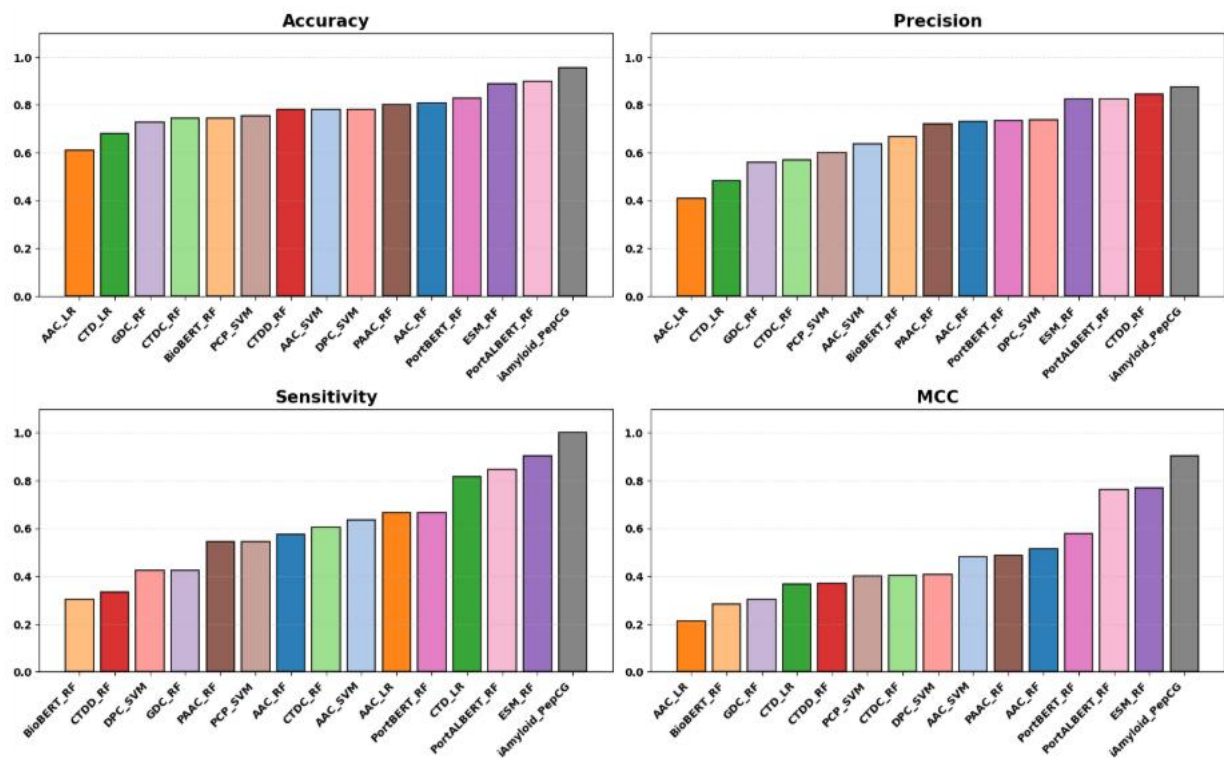 Accuracy
1.0
0.8
0.6
0.4
0.2
0.0
AAC_LR
CTD_LR
GDC_RF
CTDC_RF
BioBERT_RF
PCP_SVM
CTDD_RF
AAC_SVM
DPC_SVM
PAAC_RF
AAC_RF
PortBERT_RF
ESM_RF
PortALBERT_RF
iAmyloid_PepCG
Precision
1.0
0.8
0.6
0.4
0.2
0.0
AAC_LR
CTD_LR
GDC_RF
CTDC_RF
PCP_SVM
AAC_SVM
BioBERT_RF
PAAC_RF
AAC_RF
PortBERT_RF
DPC_SVM
ESM_RF
PortALBERT_RF
CTDD_RF
iAmyloid_PepCG
Sensitivity
1.0
0.8
0.6
0.4
0.2
0.0
BioBERT_RF
CTDD_RF
DPC_SVM
GDC_RF
PAAC_RF
PCP_SVM
AAC_RF
CTDC_RF
AAC_SVM
AAC_LR
PortBERT_RF
CTD_LR
PortALBERT_RF
ESM_RF
iAmyloid_PepCG
MCC
1.0
0.8
0.6
0.4
0.2
0.0
AAC_LR
BioBERT_RF
GDC_RF
CTD_LR
CTDD_RF
PCP_SVM
CTDC_RF
DPC_SVM
AAC_SVM
PAAC_RF
AAC_RF
PortBERT_RF
PortALBERT_RF
ESM_RF
iAmyloid_PepCG